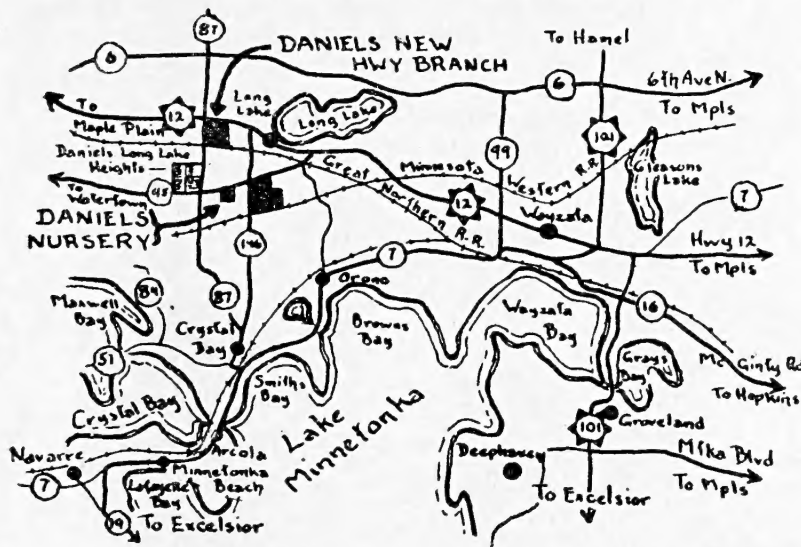 87
DANIELS NEW
HWY BRANCH
To Hamel
6
6
6th Ave N.
To Mpls
To
Maple Plain
12
Long
Lake
Long Lake
99
101
Daniels Long Lake
Heights
Great
Northern R.R.
Minnesota
Western R.R.
Gleasons
Lake
To
Watertown
DANIELS
NURSERY
146
12
Wayzata
7
Hwy 12
To Mpls
7
Orono
Maxwell
Bay
84
87
Crystal
Bay
Browns
Bay
Wayzata
Bay
16
51
Smiths
Bay
Grays
Bay
Mc Ginty Rd
To Hopkins
Crystal Bay
Lake
Minnetonka
Groveland
101
Navarre
Arcola
Minnetonka
Beach
Lafayette
Bay
7
7
Deephaven
Mtka Blvd
To Mpls
19
To Excelsior
To Excelsior